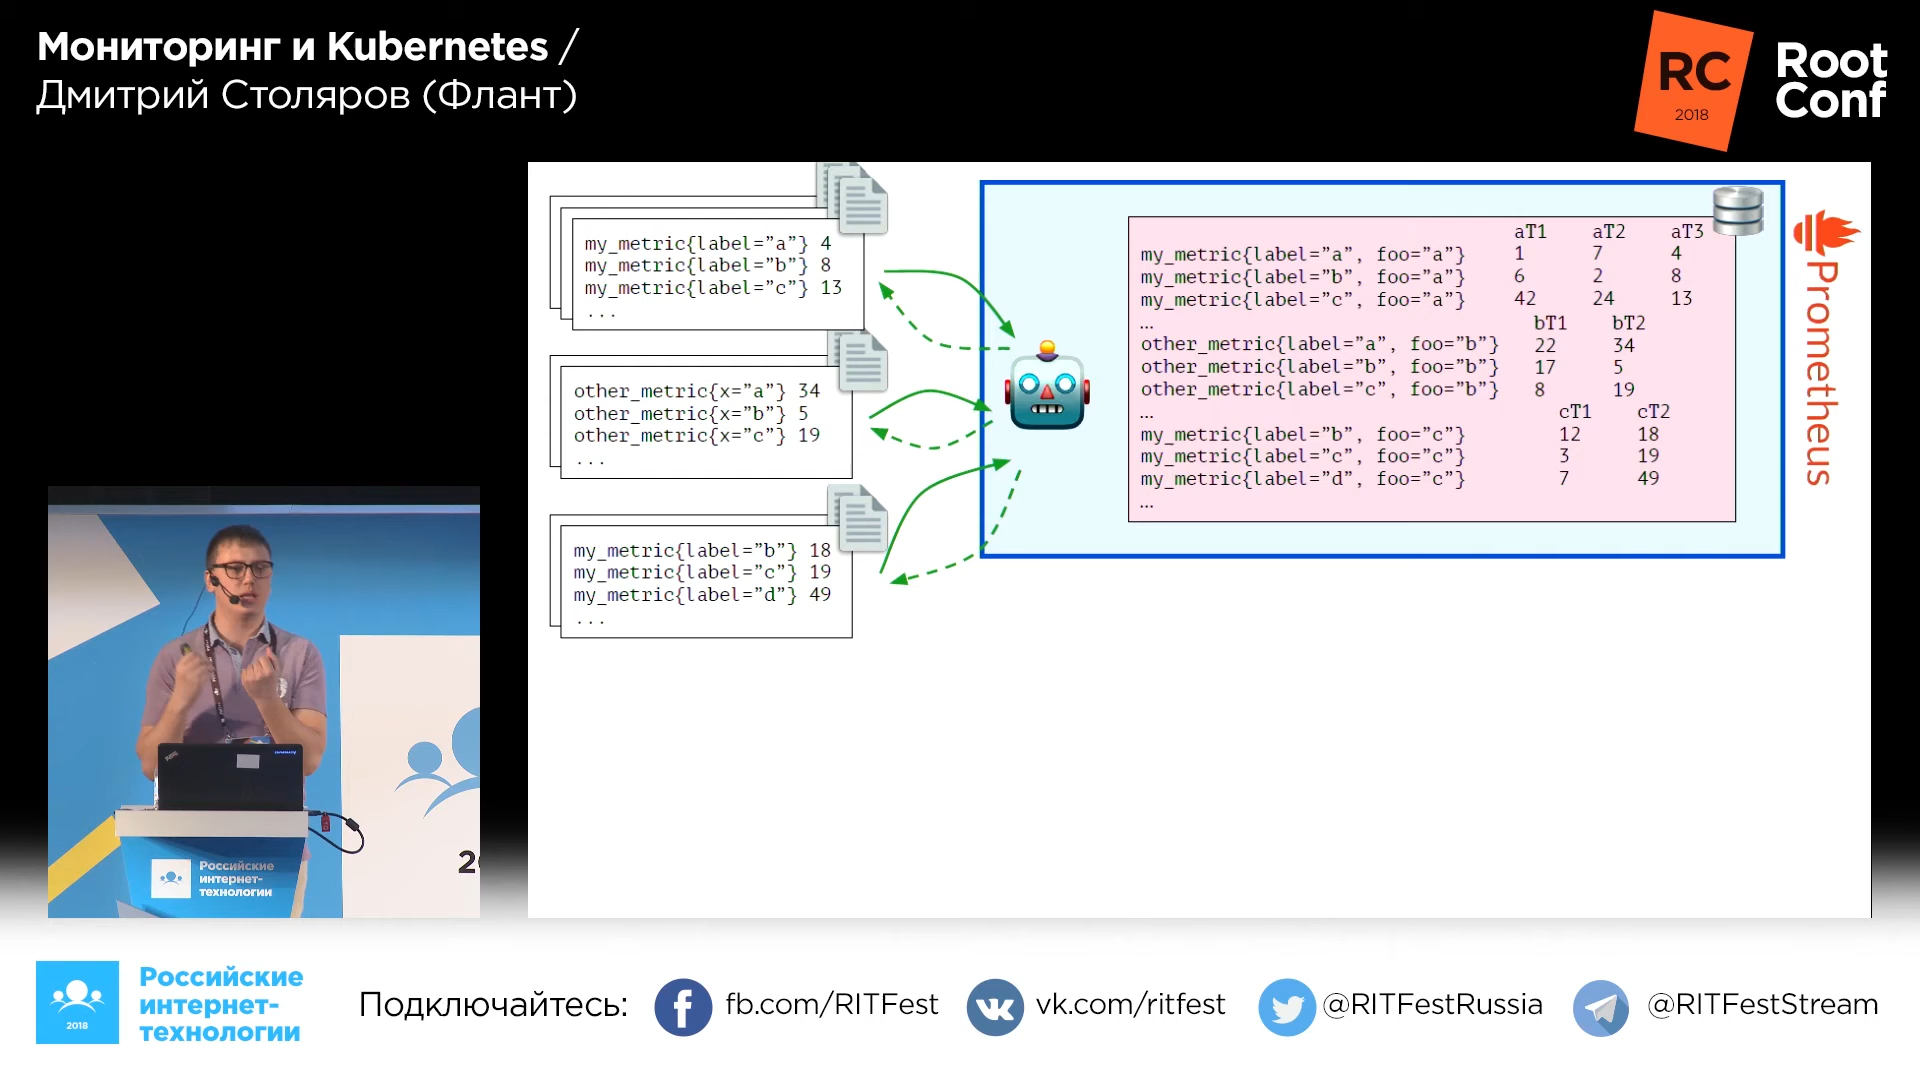 Мониторинг и Kubernetes /
Дмитрий Столяров (Флант)
RC
2018
Root
Conf
my_metric{label=”a”} 4
my_metric{label=”b”} 8
my_metric{label=”c”} 13
...
other_metric{x=”a”} 34
other_metric{x=”b”} 5
other_metric{x=”c”} 19
...
my_metric{label=”b”} 18
my_metric{label=”c”} 19
my_metric{label=”d”} 49
...
aT1 aT2 aT3
my_metric{label=”a”, foo=”a”} 1 7 4
my_metric{label=”b”, foo=”a”} 6 2 8
my_metric{label=”c”, foo=”a”} 42 24 13
...
bT1 bT2
other_metric{label=”a”, foo=”b”} 22 34
other_metric{label=”b”, foo=”b”} 17 5
other_metric{label=”c”, foo=”b”} 8 19
...
cT1 cT2
my_metric{label=”b”, foo=”c”} 12 18
my_metric{label=”c”, foo=”c”} 3 19
my_metric{label=”d”, foo=”c”} 7 49
...
Prometheus
Российские
интернет-
технологии
2018
Российские
интернет-
технологии
Подключайтесь:
fb.com/RITFest
vk.com/ritfest
@RITFestRussia
@RITFestStream